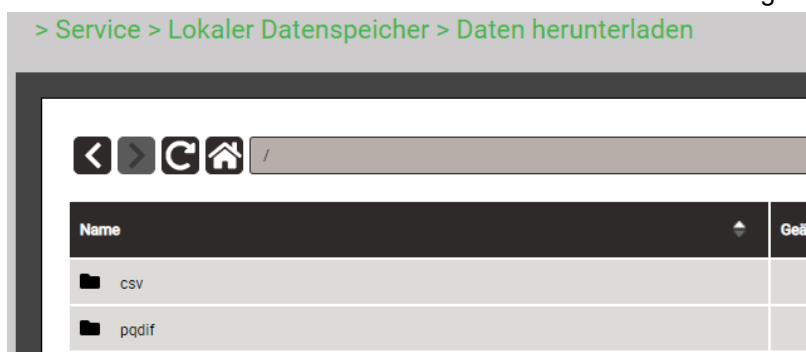 > Service > Lokaler Datenspeicher > Daten herunterladen
/
Name
csv
pqdif